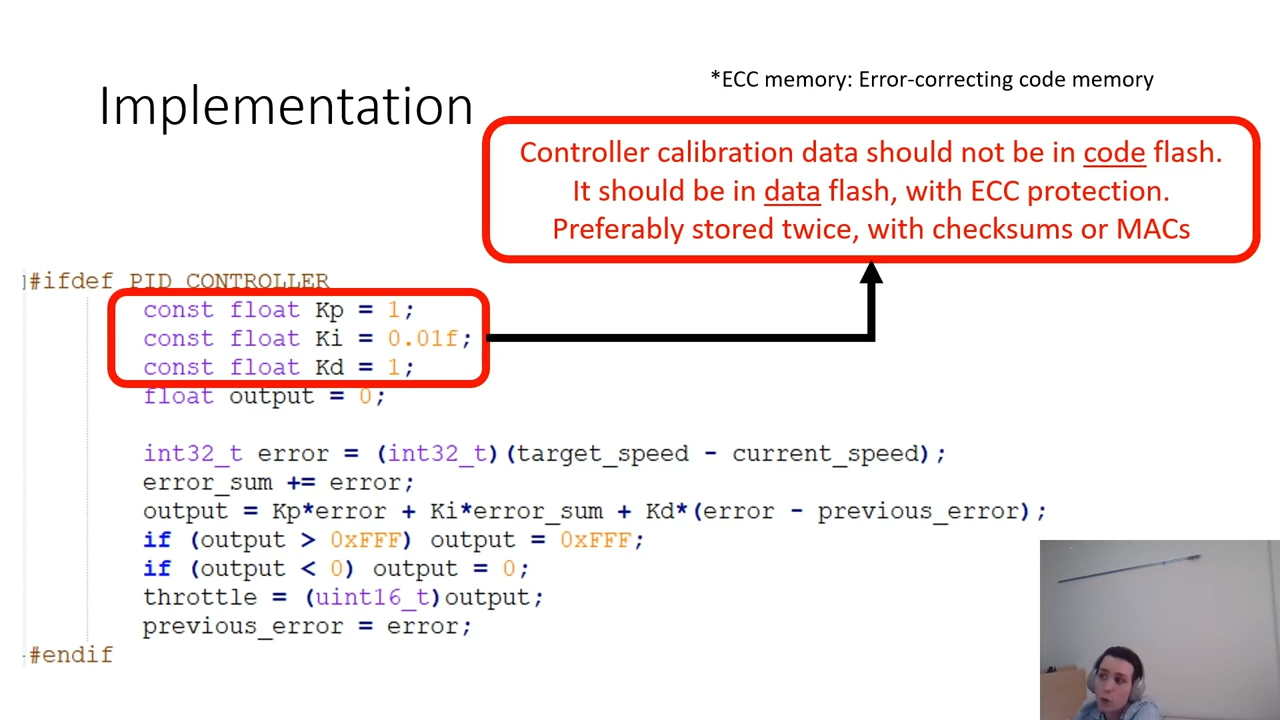 Implementation
*ECC memory: Error-correcting code memory
Controller calibration data should not be in code flash.
It should be in data flash, with ECC protection.
Preferably stored twice, with checksums or MACs
#ifdef PID_CONTROLLER
const float Kp = 1;
const float Ki = 0.01f;
const float Kd = 1;
float output = 0;
int32_t error = (int32_t)(target_speed - current_speed);
error_sum += error;
output = Kp*error + Ki*error_sum + Kd*(error - previous_error);
if (output > 0xFFF) output = 0xFFF;
if (output < 0) output = 0;
throttle = (uint16_t)output;
previous_error = error;
#endif